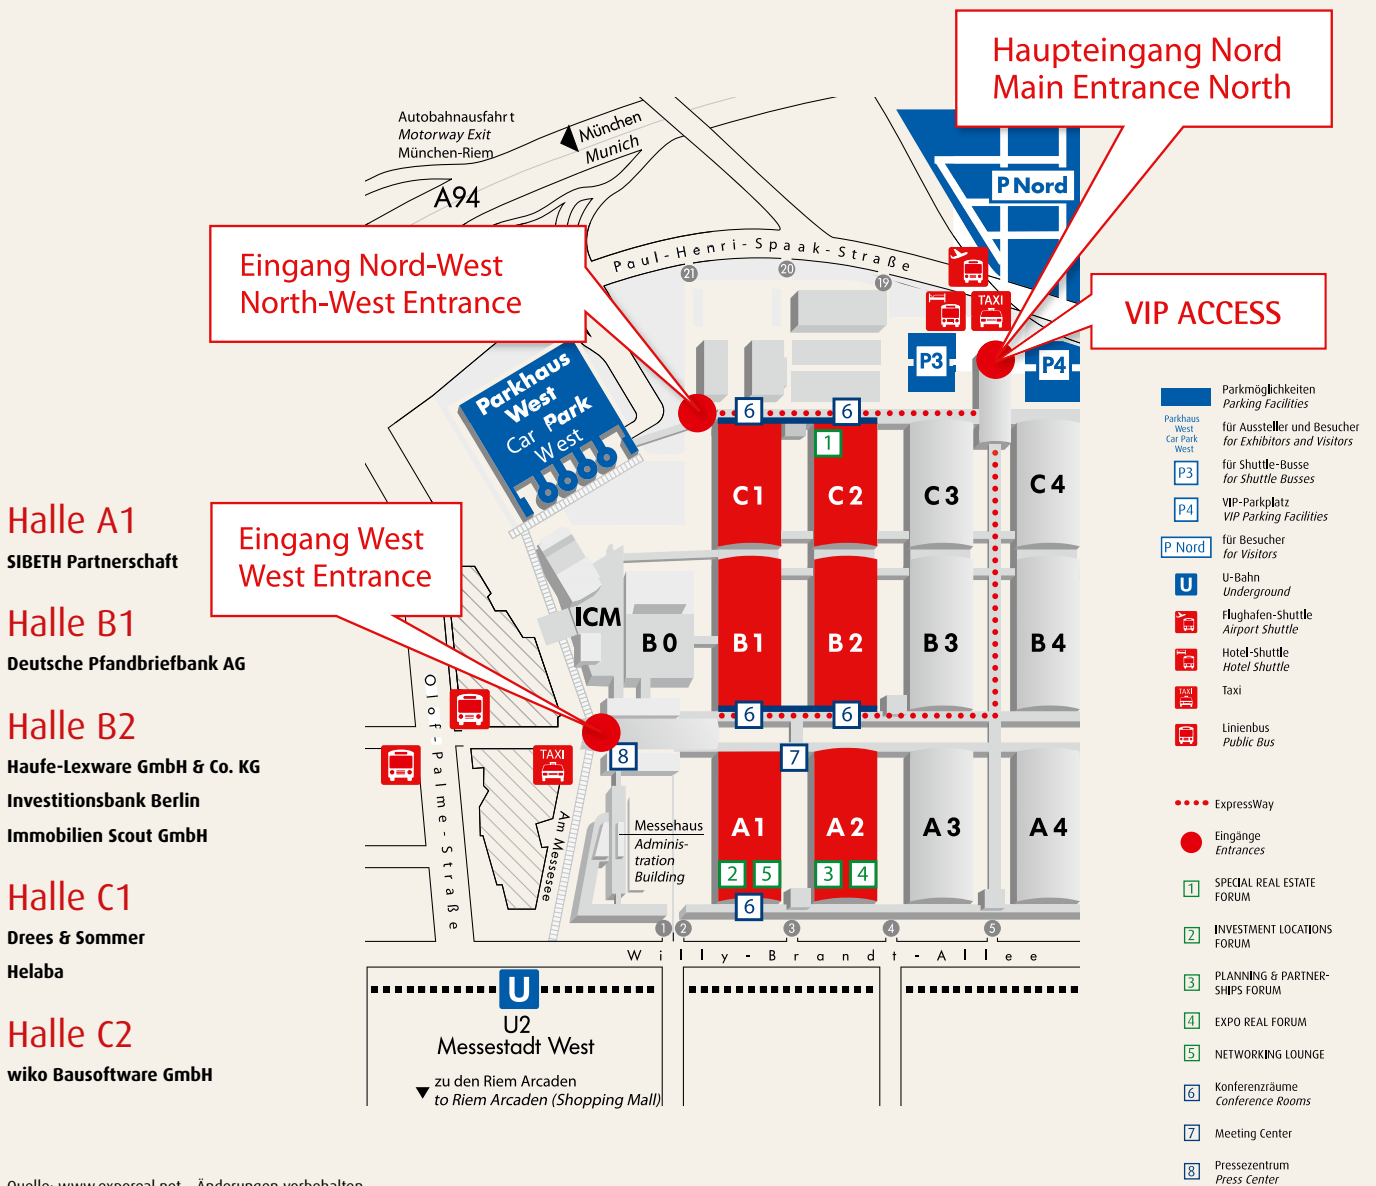 Haupteingang Nord
Main Entrance North
Autobahnausfahrt
Motorway Exit
München-Riem
München
Munich
A94
P Nord
Eingang Nord-West
North-West Entrance
Paul-Henri-Spaak-Straße
21
20
19
TAXI
VIP ACCESS
P3
P4
Parkhaus
West
Car Park
West
6
6
1
C1
C2
C3
C4
Eingang West
West Entrance
ICM
B0
B1
B2
B3
B4
6
6
8
7
TAXI
Olof-Palme-Straße
Am Messesee
Messehaus
Adminis-
tration
Building
A1
A2
A3
A4
2
5
3
4
6
1
2
3
4
5
Willy-Brandt-Allee
U
U2
Messestadt West
zu den Riem Arcaden
to Riem Arcaden (Shopping Mall)
Halle A1
SIBETH Partnerschaft
Halle B1
Deutsche Pfandbriefbank AG
Halle B2
Haufe-Lexware GmbH & Co. KG
Investitionsbank Berlin
Immobilien Scout GmbH
Halle C1
Drees & Sommer
Helaba
Halle C2
wiko Bausoftware GmbH
Parkmöglichkeiten
Parking Facilities
Parkhaus
West
Car Park
West
für Aussteller und Besucher
for Exhibitors and Visitors
P3
für Shuttle-Busse
for Shuttle Busses
P4
VIP-Parkplatz
VIP Parking Facilities
P Nord
für Besucher
for Visitors
U
U-Bahn
Underground
Flughafen-Shuttle
Airport Shuttle
Hotel-Shuttle
Hotel Shuttle
TAXI
Taxi
Linienbus
Public Bus
ExpressWay
Eingänge
Entrances
1
SPECIAL REAL ESTATE
FORUM
2
INVESTMENT LOCATIONS
FORUM
3
PLANNING & PARTNER-
SHIPS FORUM
4
EXPO REAL FORUM
5
NETWORKING LOUNGE
6
Konferenzräume
Conference Rooms
7
Meeting Center
8
Pressezentrum
Press Center
Quelle: www.exporeal.net – Änderungen vorbehalten